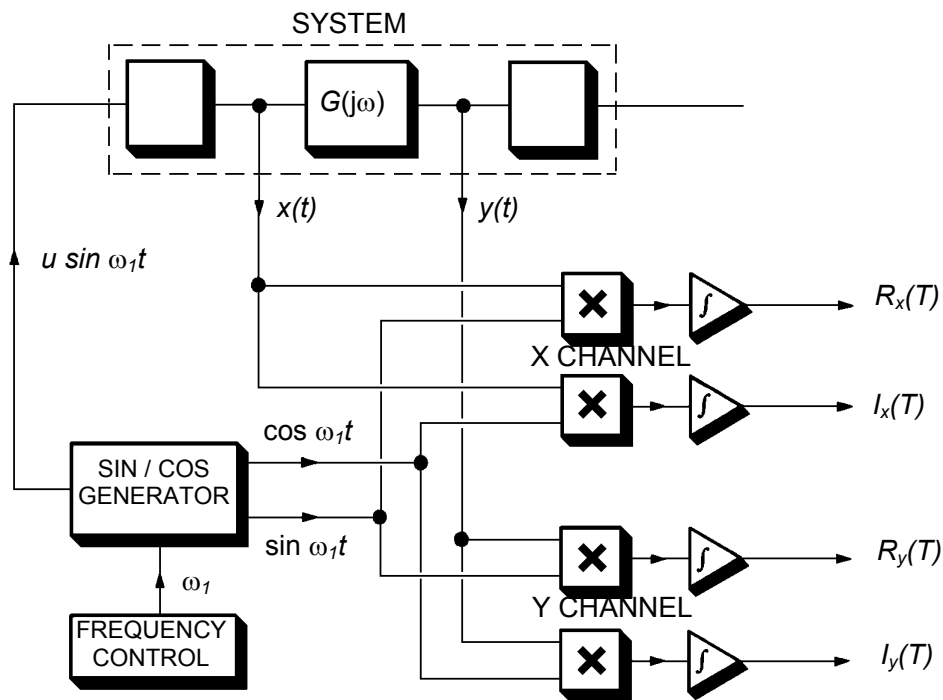 SYSTEM
G(jω)
x(t)
y(t)
u sin ω₁t
Rₓ(T)
X CHANNEL
Iₓ(T)
cos ω₁t
SIN / COS
GENERATOR
sin ω₁t
R_y(T)
ω₁
Y CHANNEL
FREQUENCY
CONTROL
I_y(T)